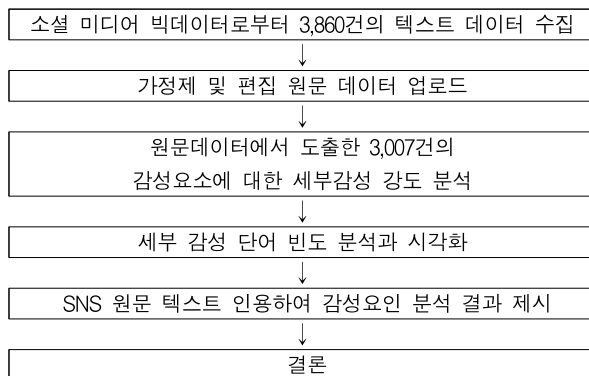 소셜 미디어 빅데이터로부터 3,860건의 텍스트 데이터 수집
가정제 및 편집 원문 데이터 업로드
원문데이터에서 도출한 3,007건의
감성요소에 대한 세부감성 강도 분석
세부 감성 단어 빈도 분석과 시각화
SNS 원문 텍스트 인용하여 감성요인 분석 결과 제시
결론